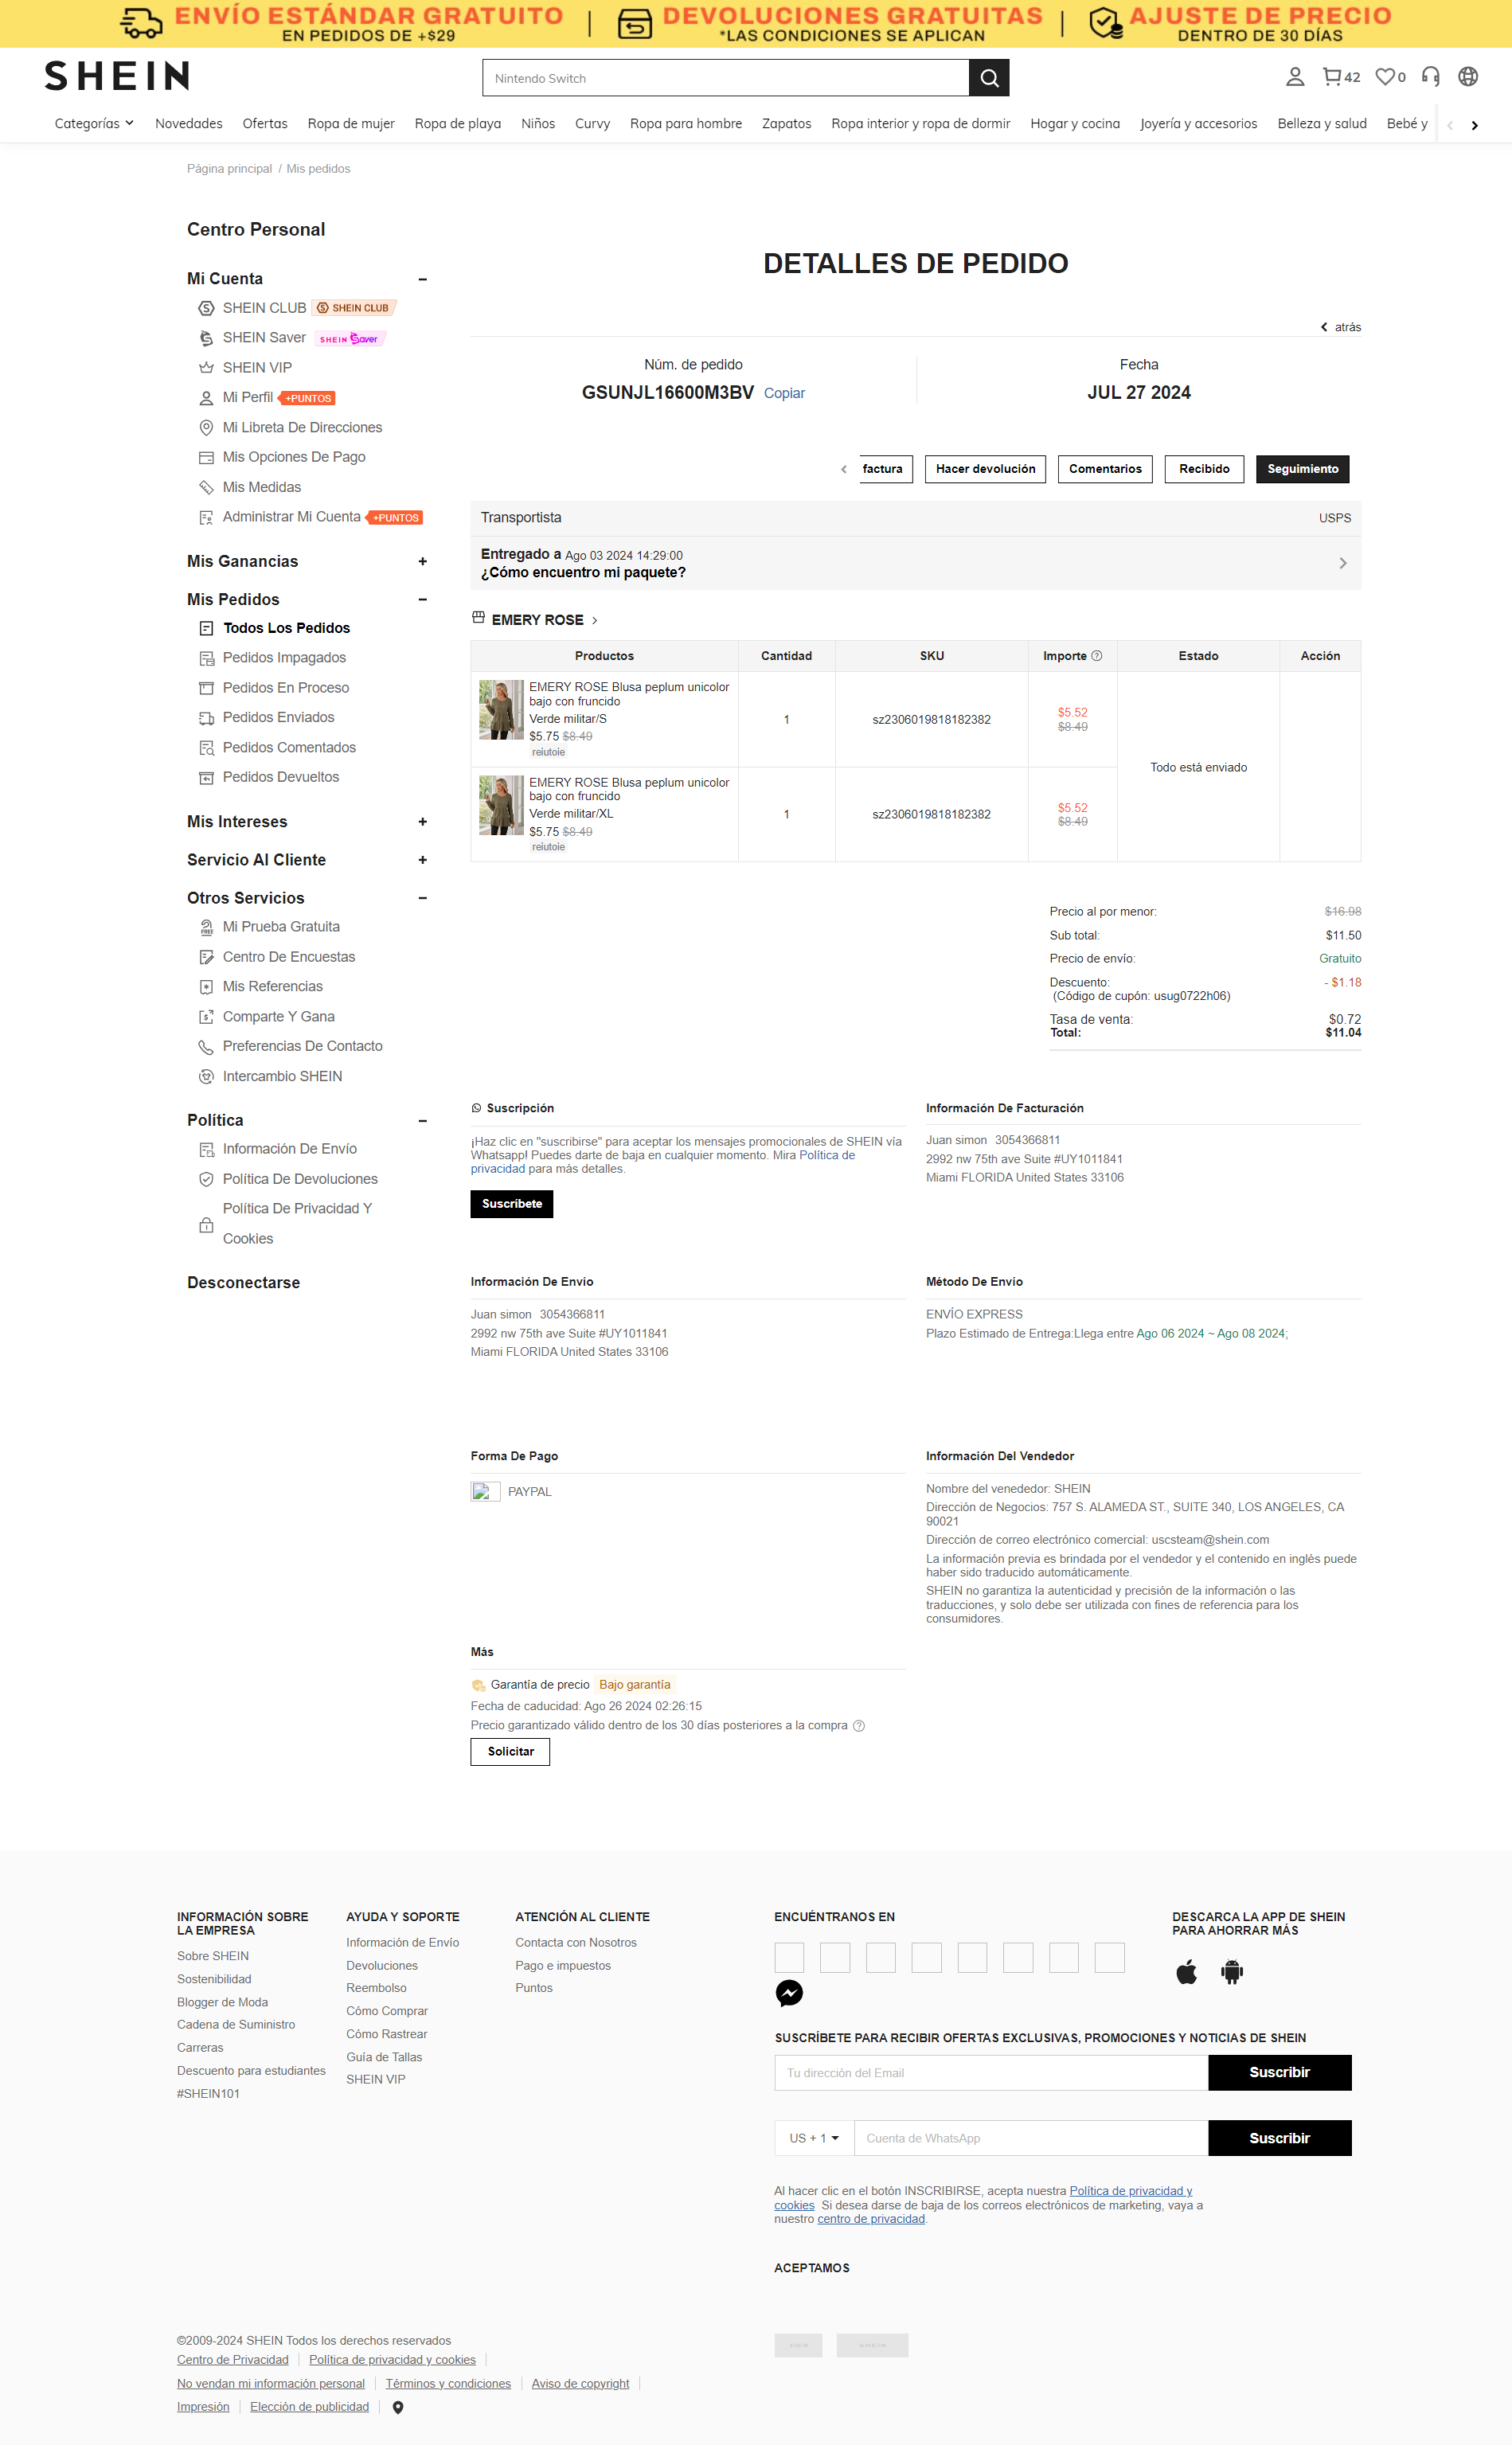 ENVÍO ESTÁNDAR GRATUITO
EN PEDIDOS DE +$29
DEVOLUCIONES GRATUITAS
*LAS CONDICIONES SE APLICAN
AJUSTE DE PRECIO
DENTRO DE 30 DÍAS
SHEIN
Nintendo Switch
42
0
Categorías
Novedades
Ofertas
Ropa de mujer
Ropa de playa
Niños
Curvy
Ropa para hombre
Zapatos
Ropa interior y ropa de dormir
Hogar y cocina
Joyería y accesorios
Belleza y salud
Bebé y
Página principal / Mis pedidos
Centro Personal
Mi Cuenta
SHEIN CLUB SHEIN CLUB
SHEIN Saver SHEIN Saver
SHEIN VIP
Mi Perfil +PUNTOS
Mi Libreta De Direcciones
Mis Opciones De Pago
Mis Medidas
Administrar Mi Cuenta +PUNTOS
Mis Ganancias
Mis Pedidos
Todos Los Pedidos
Pedidos Impagados
Pedidos En Proceso
Pedidos Enviados
Pedidos Comentados
Pedidos Devueltos
Mis Intereses
Servicio Al Cliente
Otros Servicios
Mi Prueba Gratuita
Centro De Encuestas
Mis Referencias
Comparte Y Gana
Preferencias De Contacto
Intercambio SHEIN
Política
Información De Envío
Política De Devoluciones
Política De Privacidad Y
Cookies
Desconectarse
DETALLES DE PEDIDO
atrás
Núm. de pedido
GSUNJL16600M3BV Copiar
Fecha
JUL 27 2024
factura
Hacer devolución
Comentarios
Recibido
Seguimiento
Transportista
USPS
Entregado a Ago 03 2024 14:29:00
¿Cómo encuentro mi paquete?
EMERY ROSE
Productos
Cantidad
SKU
Importe
Estado
Acción
EMERY ROSE Blusa peplum unicolor
bajo con fruncido
Verde militar/S
$5.75 $8.49
reiutoie
1
sz2306019818182382
$5.52
$8.49
Todo está enviado
EMERY ROSE Blusa peplum unicolor
bajo con fruncido
Verde militar/XL
$5.75 $8.49
reiutoie
1
sz2306019818182382
$5.52
$8.49
Precio al por menor: $16.98
Sub total: $11.50
Precio de envío: Gratuito
Descuento: - $1.18
(Código de cupón: usug0722h06)
Tasa de venta: $0.72
Total: $11.04
Suscripción
¡Haz clic en "suscribirse" para aceptar los mensajes promocionales de SHEIN vía
Whatsapp! Puedes darte de baja en cualquier momento. Mira Política de
privacidad para más detalles.
Suscríbete
Información De Facturación
Juan simon 3054366811
2992 nw 75th ave Suite #UY1011841
Miami FLORIDA United States 33106
Información De Envío
Juan simon 3054366811
2992 nw 75th ave Suite #UY1011841
Miami FLORIDA United States 33106
Método De Envío
ENVÍO EXPRESS
Plazo Estimado de Entrega:Llega entre Ago 06 2024 ~ Ago 08 2024;
Forma De Pago
PAYPAL
Información Del Vendedor
Nombre del venededor: SHEIN
Dirección de Negocios: 757 S. ALAMEDA ST., SUITE 340, LOS ANGELES, CA
90021
Dirección de correo electrónico comercial: uscsteam@shein.com
La información previa es brindada por el vendedor y el contenido en inglés puede
haber sido traducido automáticamente.
SHEIN no garantiza la autenticidad y precisión de la información o las
traducciones, y solo debe ser utilizada con fines de referencia para los
consumidores.
Más
Garantía de precio Bajo garantía
Fecha de caducidad: Ago 26 2024 02:26:15
Precio garantizado válido dentro de los 30 días posteriores a la compra
Solicitar
INFORMACIÓN SOBRE
LA EMPRESA
Sobre SHEIN
Sostenibilidad
Blogger de Moda
Cadena de Suministro
Carreras
Descuento para estudiantes
#SHEIN101
AYUDA Y SOPORTE
Información de Envío
Devoluciones
Reembolso
Cómo Comprar
Cómo Rastrear
Guía de Tallas
SHEIN VIP
ATENCIÓN AL CLIENTE
Contacta con Nosotros
Pago e impuestos
Puntos
ENCUÉNTRANOS EN
DESCARCA LA APP DE SHEIN
PARA AHORRAR MÁS
SUSCRÍBETE PARA RECIBIR OFERTAS EXCLUSIVAS, PROMOCIONES Y NOTICIAS DE SHEIN
Tu dirección del Email
Suscribir
US + 1
Cuenta de WhatsApp
Suscribir
Al hacer clic en el botón INSCRIBIRSE, acepta nuestra Política de privacidad y
cookies Si desea darse de baja de los correos electrónicos de marketing, vaya a
nuestro centro de privacidad.
ACEPTAMOS
SHEIN
SHEIN
©2009-2024 SHEIN Todos los derechos reservados
Centro de Privacidad
Política de privacidad y cookies
No vendan mi información personal
Términos y condiciones
Aviso de copyright
Impresión
Elección de publicidad